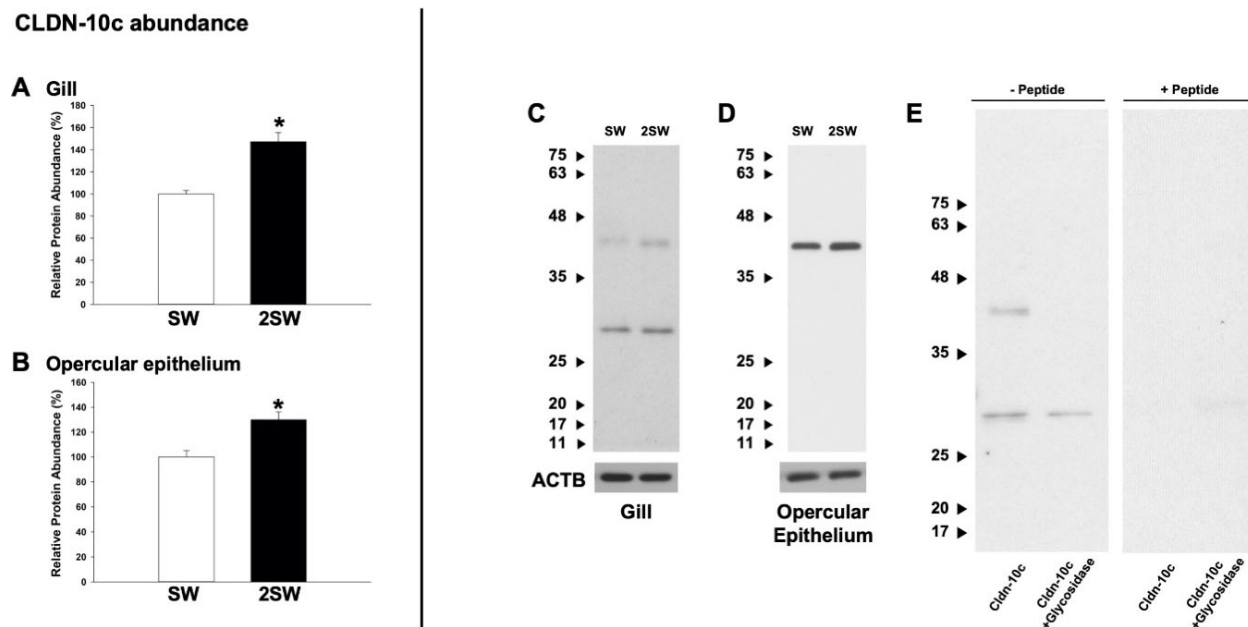 CLDN-10c abundance
A Gill
Relative Protein Abundance (%)
180
160
140
120
100
80
60
40
20
0
*
SW 2SW
B Opercular epithelium
Relative Protein Abundance (%)
160
140
120
100
80
60
40
20
0
*
SW 2SW
C
SW 2SW
75
63
48
35
25
20
17
11
ACTB
Gill
D
SW 2SW
75
63
48
35
25
20
17
11
Opercular
Epithelium
E
- Peptide + Peptide
75
63
48
35
25
20
17
Cldn-10c
Cldn-10c
+Glycosidase
Cldn-10c
Cldn-10c
+Glycosidase